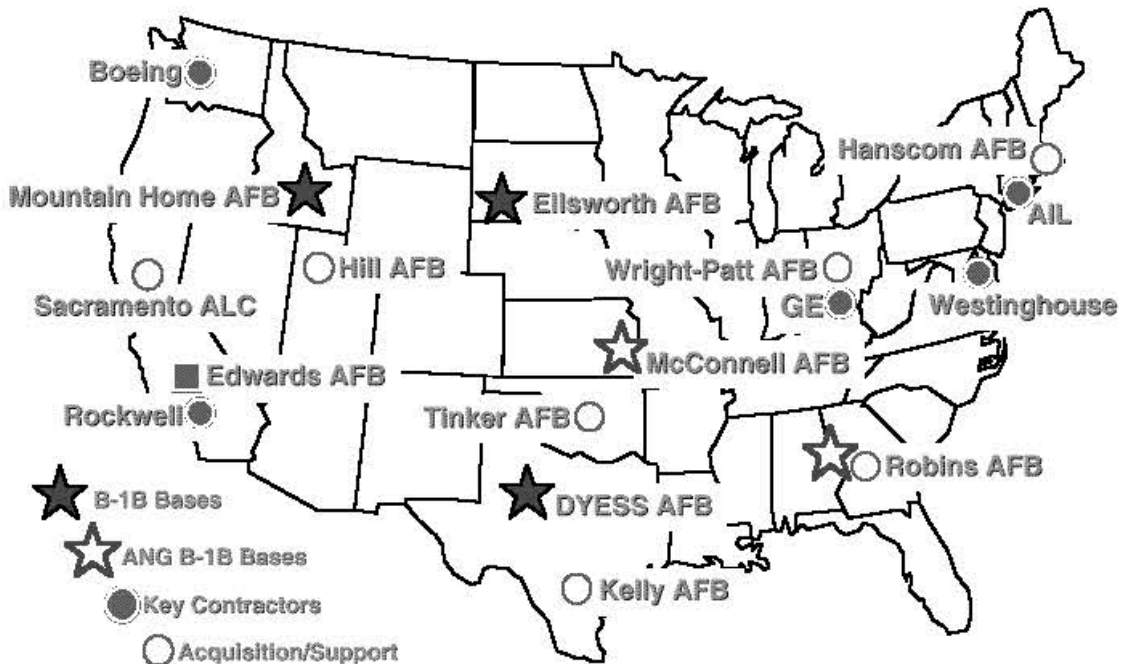 Boeing
Hanscom AFB
Mountain Home AFB
Ellsworth AFB
AIL
Hill AFB
Wright-Patt AFB
Sacramento ALC
GE
Westinghouse
McConnell AFB
Edwards AFB
Rockwell
Tinker AFB
Robins AFB
B-1B Bases
DYESS AFB
ANG B-1B Bases
Kelly AFB
Key Contractors
Acquisition/Support